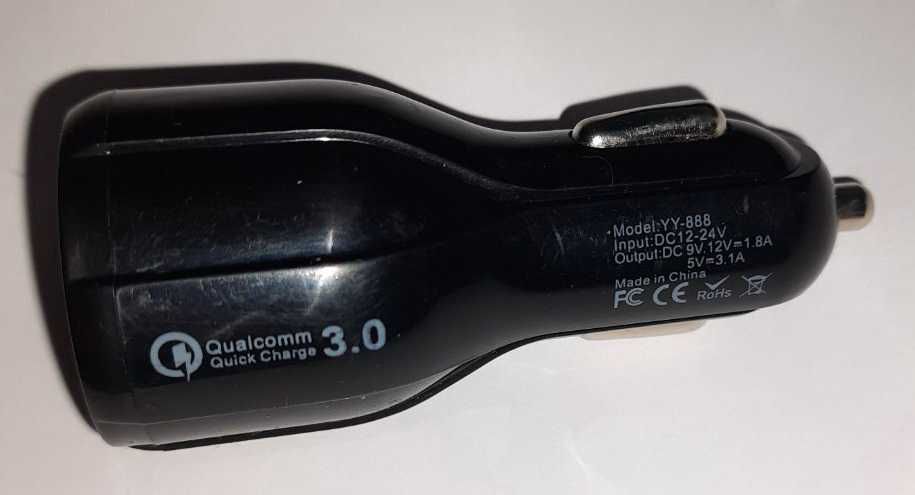 Model:YY-888
Input:DC12-24V
Output:DC 9V.12V=1.8A
5V=3.1A
Made in China
FC CE RoHs
Qualcomm
Quick Charge 3.0